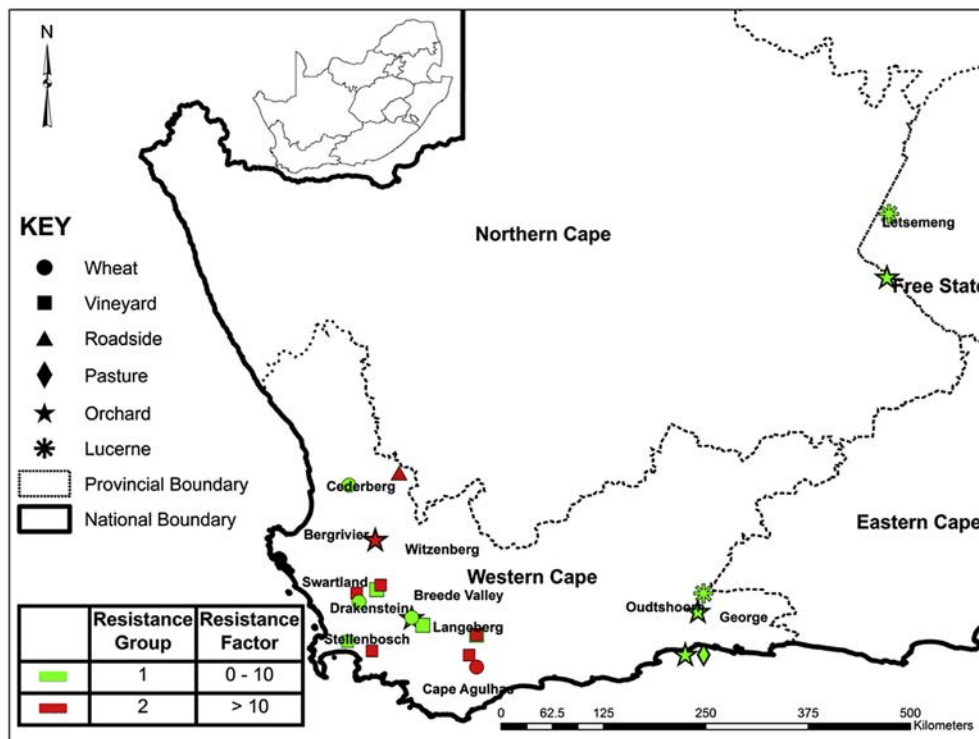 N
KEY
Wheat
Vineyard
Roadside
Pasture
Orchard
Lucerne
Provincial Boundary
National Boundary
Northern Cape
Letsemeng
Free State
Cederberg
Bergrivier
Witzenberg
Eastern Cape
Swartland
Western Cape
Drakenstein
Breede Valley
Oudtshoorn
George
Stellenbosch
Langeberg
Cape Agulhas
Resistance Group
Resistance Factor
1
0 - 10
2
> 10
0 62.5 125 250 375 500
Kilometers